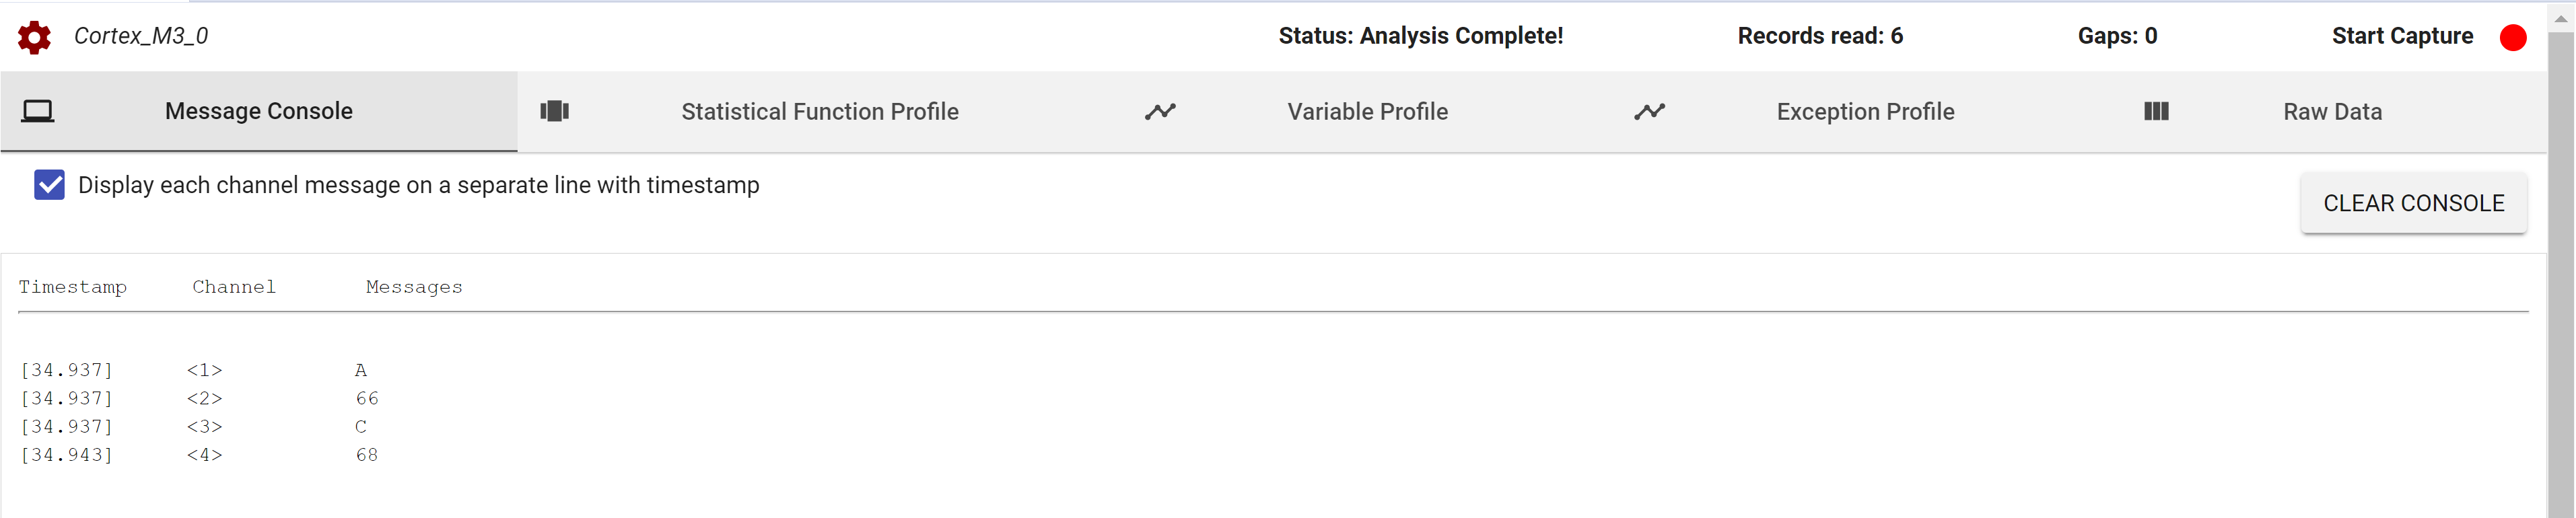 Cortex_M3_0 Status: Analysis Complete! Records read: 6 Gaps: 0 Start Capture
Message Console Statistical Function Profile Variable Profile Exception Profile Raw Data
Display each channel message on a separate line with timestamp
CLEAR CONSOLE
Timestamp Channel Messages
[34.937] <1> A
[34.937] <2> 66
[34.937] <3> C
[34.943] <4> 68